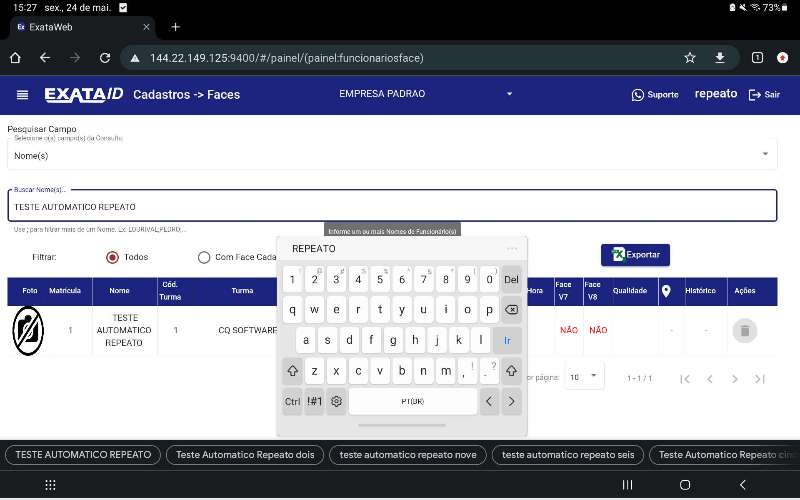 15:27 sex., 24 de mai.
73%
Ex ExataWeb
144.22.149.125:9400/#/painel/(painel:funcionariosface)
1
EXATAID Cadastros -> Faces
EMPRESA PADRAO
Suporte
repeato
Sair
Pesquisar Campo
Selecione o(s) campo(s) da Consulta
Nome(s)
Buscar Nome(s)...
TESTE AUTOMATICO REPEATO
Use ; para filtrar mais de um Nome. Ex: LOURIVAL;PEDRO;...
Informe um ou mais Nomes de Funcionário(s)
Filtrar:
Todos
Com Face Cada
Exportar
REPEATO
Foto Matrícula Nome Cód. Turma Turma
Hora Face V7 Face V8 Qualidade Histórico Ações
1 TESTE AUTOMATICO REPEATO 1 CQ SOFTWARE
NÃO NÃO - -
or página: 10 1 - 1 / 1
1 2 @ 3 # 4 $ 5 % 6 ^ 7 & 8 * 9 ( 0 ) Del
q w e r t y u i o p
a s d f g h j k l Ir
z x c v b n m , ! . ?
Ctrl !#1 PT(BR) < >
TESTE AUTOMATICO REPEATO
Teste Automatico Repeato dois
teste automatico repeato nove
teste automatico repeato seis
Teste Automatico Repeato cinc